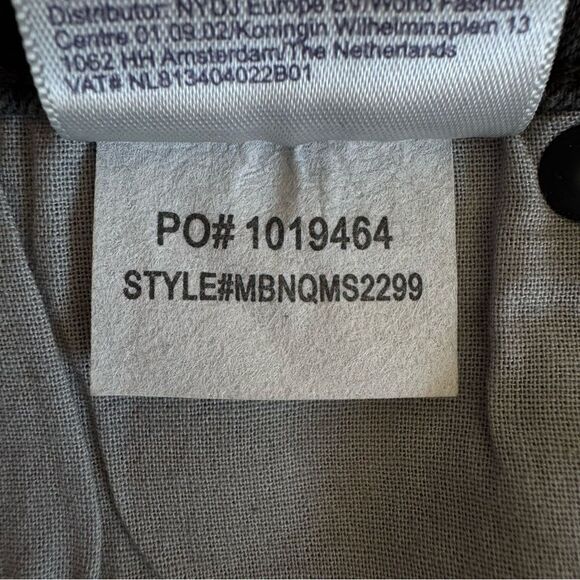 Distributor: NYDJ Europe BV/World Fashion
Centre 01.09.02/Koningin Wilhelminaplein 13
1062 HH Amsterdam/The Netherlands
VAT# NL813404022B01
PO# 1019464
STYLE#MBNQMS2299